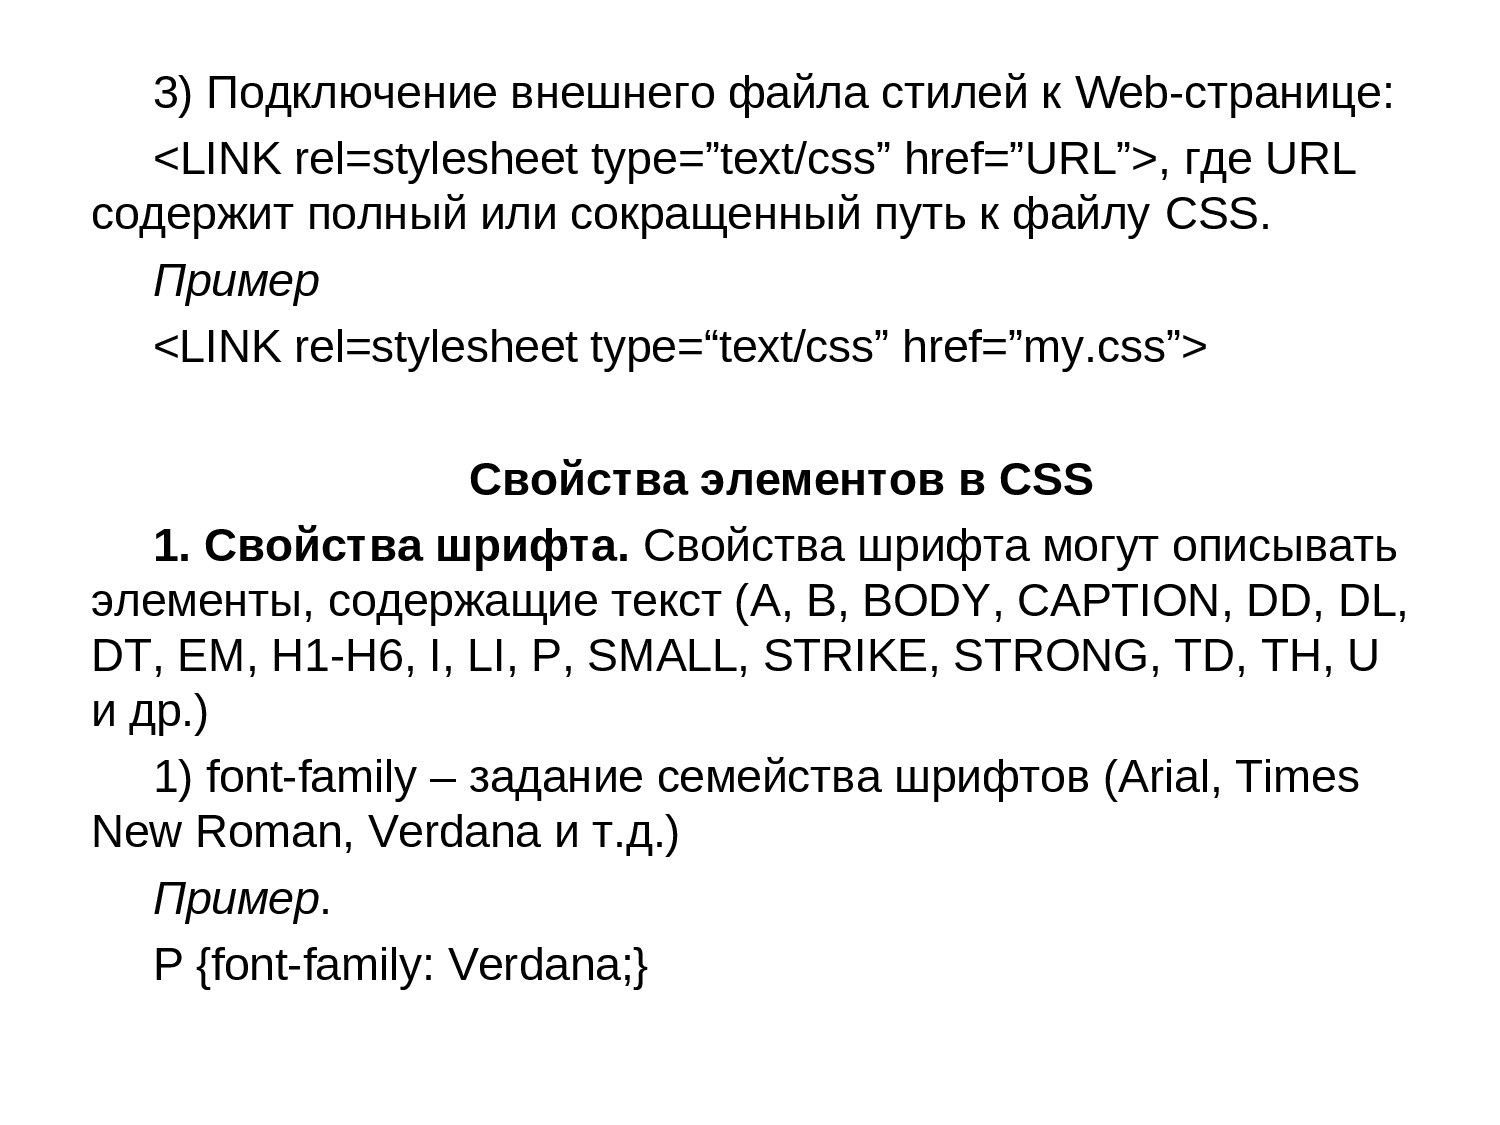 3) Подключение внешнего файла стилей к Web-странице:
<LINK rel=stylesheet type=”text/css” href=”URL”>, где URL
содержит полный или сокращенный путь к файлу CSS.
Пример
<LINK rel=stylesheet type=“text/css” href=”my.css”>
Свойства элементов в CSS
1. Свойства шрифта. Свойства шрифта могут описывать
элементы, содержащие текст (A, B, BODY, CAPTION, DD, DL,
DT, EM, H1-H6, I, LI, P, SMALL, STRIKE, STRONG, TD, TH, U
и др.)
1) font-family – задание семейства шрифтов (Arial, Times
New Roman, Verdana и т.д.)
Пример.
P {font-family: Verdana;}